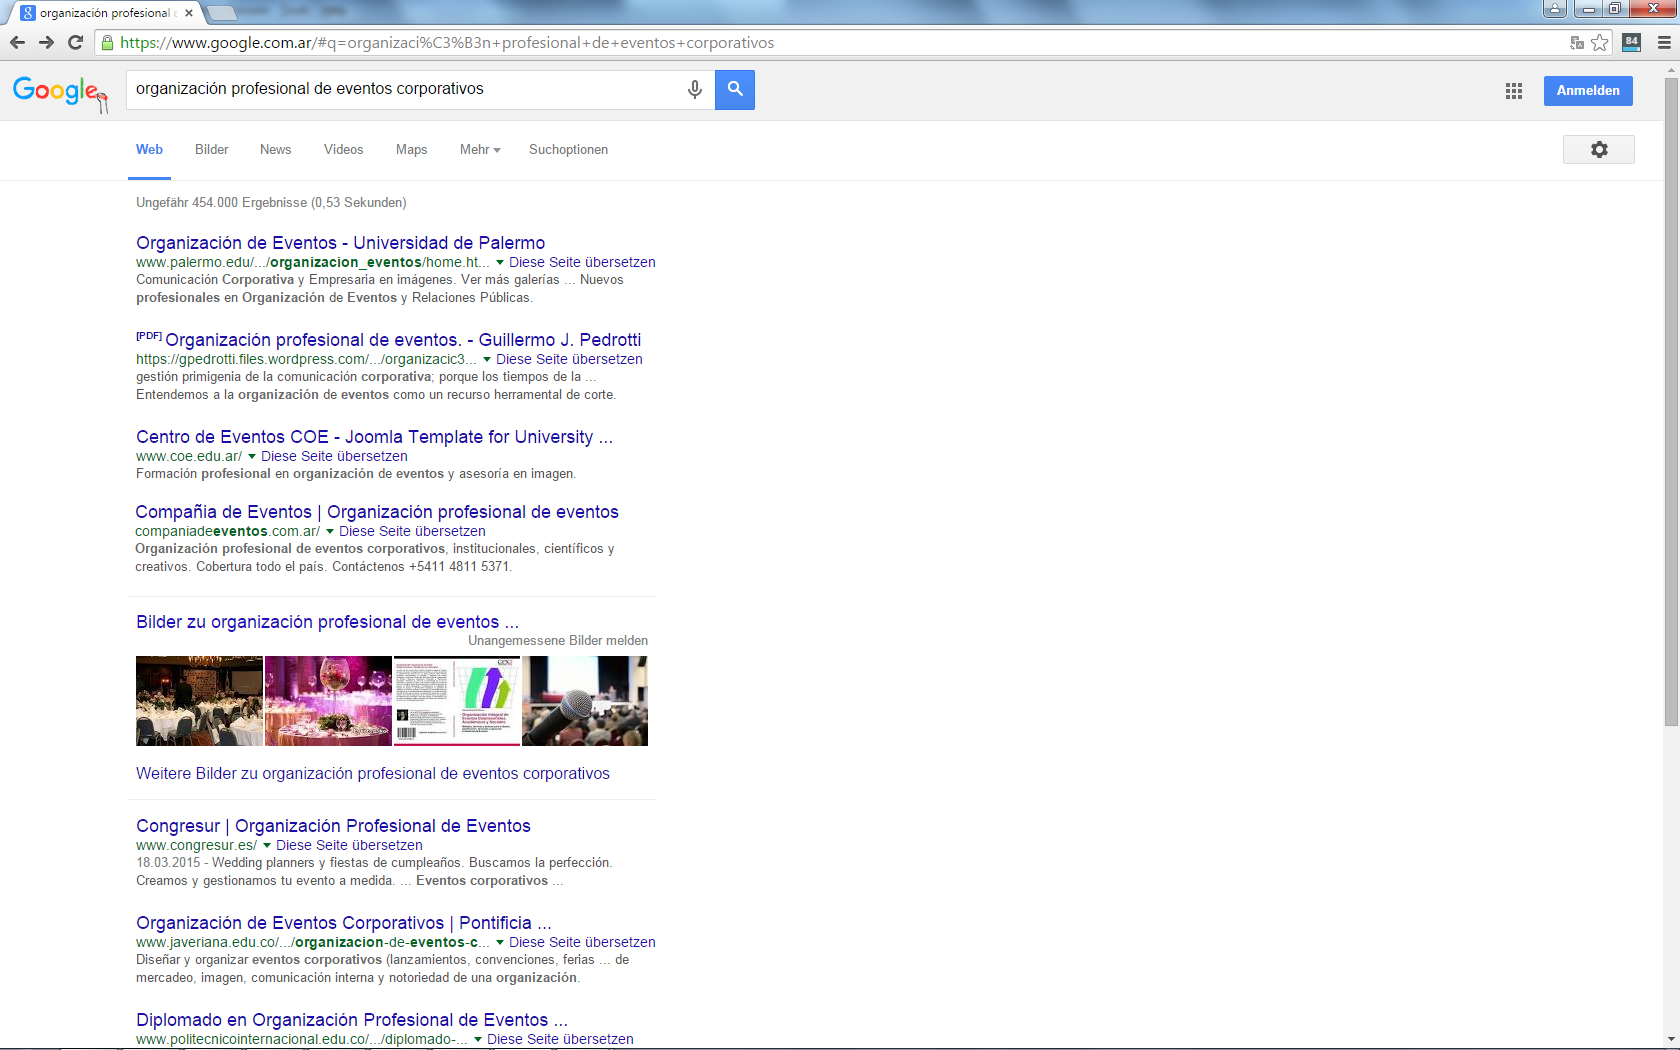 organización profesional d
https://www.google.com.ar/#q=organizaci%C3%B3n+profesional+de+eventos+corporativos
84
Google
organización profesional de eventos corporativos
Anmelden
Web Bilder News Videos Maps Mehr Suchoptionen
Ungefähr 454.000 Ergebnisse (0,53 Sekunden)
Organización de Eventos - Universidad de Palermo
www.palermo.edu/.../organizacion_eventos/home.ht... Diese Seite übersetzen
Comunicación Corporativa y Empresaria en imágenes. Ver más galerías ... Nuevos
profesionales en Organización de Eventos y Relaciones Públicas.
[PDF] Organización profesional de eventos. - Guillermo J. Pedrotti
https://gpedrotti.files.wordpress.com/.../organizacic3... Diese Seite übersetzen
gestión primigenia de la comunicación corporativa; porque los tiempos de la ...
Entendemos a la organización de eventos como un recurso herramental de corte.
Centro de Eventos COE - Joomla Template for University ...
www.coe.edu.ar/ Diese Seite übersetzen
Formación profesional en organización de eventos y asesoría en imagen.
Compañia de Eventos | Organización profesional de eventos
companiadeeventos.com.ar/ Diese Seite übersetzen
Organización profesional de eventos corporativos, institucionales, científicos y
creativos. Cobertura todo el país. Contáctenos +5411 4811 5371.
Bilder zu organización profesional de eventos ...
Unangemessene Bilder melden
Organización Integral de
Eventos Empresariales,
Académicos y Sociales
Weitere Bilder zu organización profesional de eventos corporativos
Congresur | Organización Profesional de Eventos
www.congresur.es/ Diese Seite übersetzen
18.03.2015 - Wedding planners y fiestas de cumpleaños. Buscamos la perfección.
Creamos y gestionamos tu evento a medida. ... Eventos corporativos ...
Organización de Eventos Corporativos | Pontificia ...
www.javeriana.edu.co/.../organizacion-de-eventos-c... Diese Seite übersetzen
Diseñar y organizar eventos corporativos (lanzamientos, convenciones, ferias ... de
mercadeo, imagen, comunicación interna y notoriedad de una organización.
Diplomado en Organización Profesional de Eventos ...
www.politecnicointernacional.edu.co/.../diplomado-... Diese Seite übersetzen